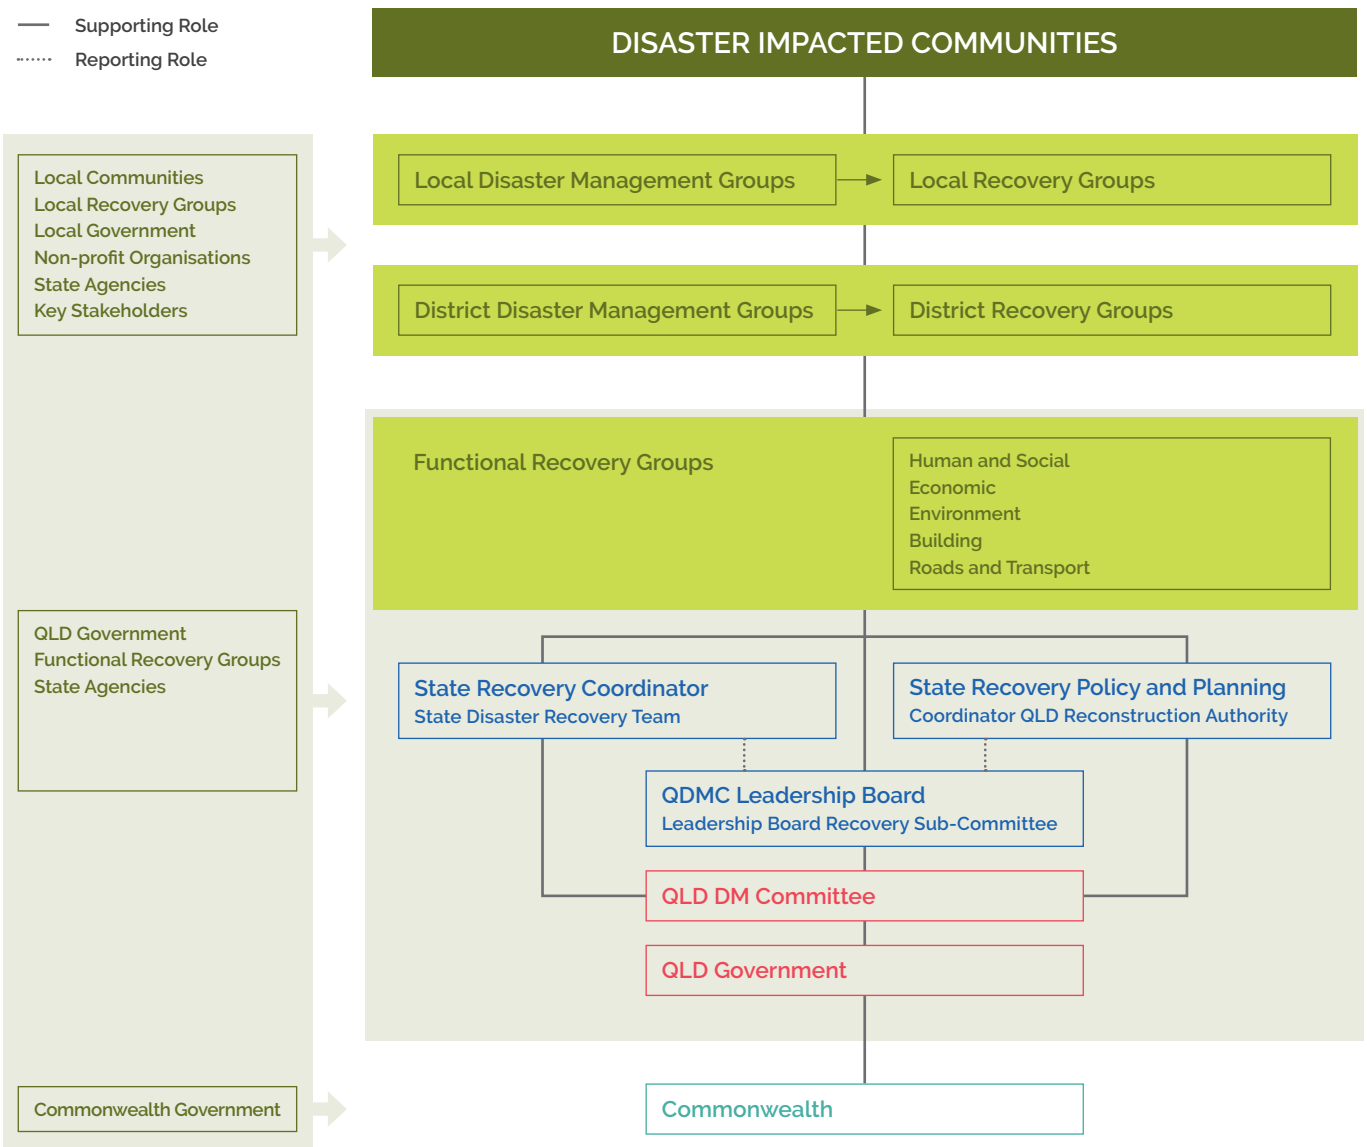 Supporting Role
Reporting Role
DISASTER IMPACTED COMMUNITIES
Local Communities
Local Recovery Groups
Local Government
Non-profit Organisations
State Agencies
Key Stakeholders
Local Disaster Management Groups
Local Recovery Groups
District Disaster Management Groups
District Recovery Groups
Functional Recovery Groups
Human and Social
Economic
Environment
Building
Roads and Transport
QLD Government
Functional Recovery Groups
State Agencies
State Recovery Coordinator
State Disaster Recovery Team
State Recovery Policy and Planning
Coordinator QLD Reconstruction Authority
QDMC Leadership Board
Leadership Board Recovery Sub-Committee
QLD DM Committee
QLD Government
Commonwealth Government
Commonwealth